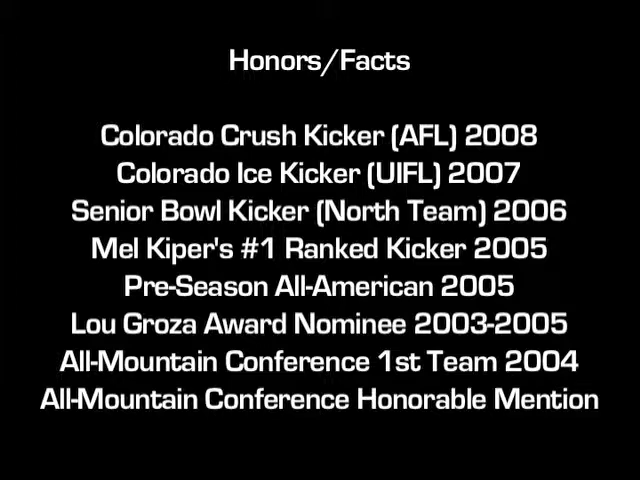 Honors/Facts
Colorado Crush Kicker (AFL) 2008
Colorado Ice Kicker (UIFL) 2007
Senior Bowl Kicker (North Team) 2006
Mel Kiper's #1 Ranked Kicker 2005
Pre-Season All-American 2005
Lou Groza Award Nominee 2003-2005
All-Mountain Conference 1st Team 2004
All-Mountain Conference Honorable Mention